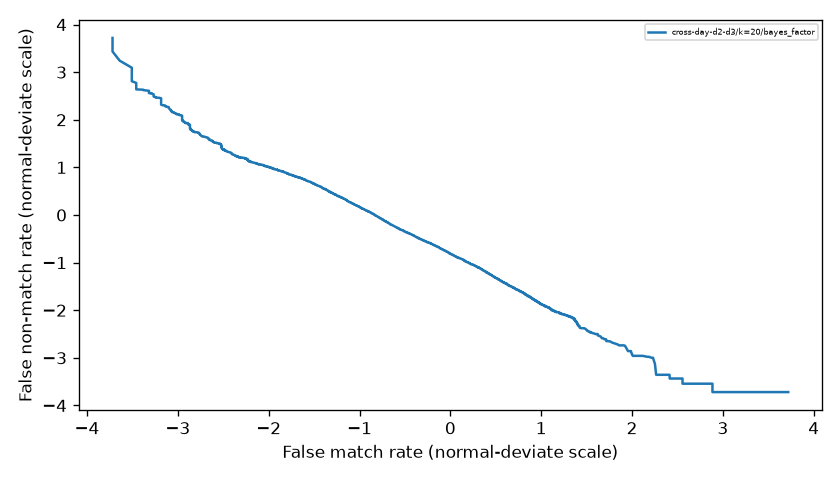 cross-day-d2-d3/k=20/bayes_factor
False non-match rate (normal-deviate scale)
4
3
2
1
0
−1
−2
−3
−4
−4 −3 −2 −1 0 1 2 3 4
False match rate (normal-deviate scale)